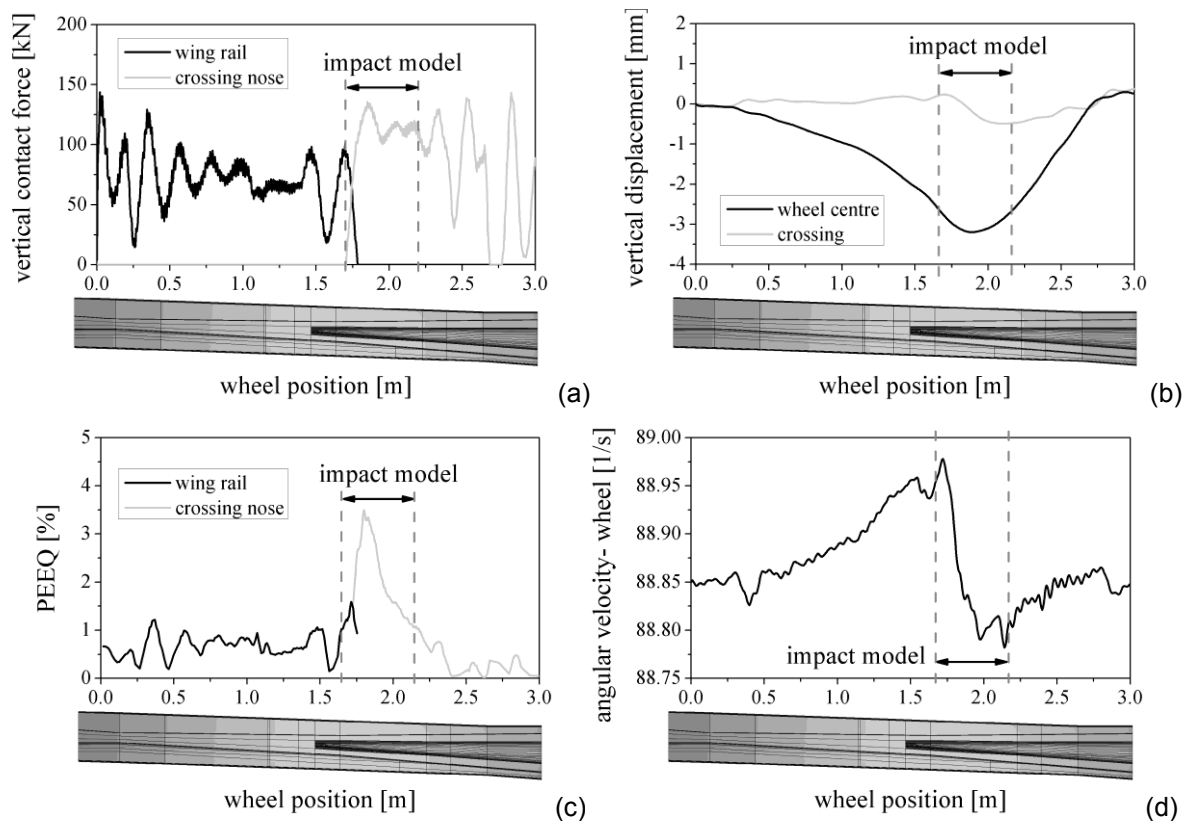 vertical contact force [kN]
200
150
100
50
0
wing rail
crossing nose
impact model
0.0 0.5 1.0 1.5 2.0 2.5 3.0
wheel position [m]
(a)
vertical displacement [mm]
2
1
0
-1
-2
-3
-4
impact model
wheel centre
crossing
0.0 0.5 1.0 1.5 2.0 2.5 3.0
wheel position [m]
(b)
PEEQ [%]
5
4
3
2
1
0
wing rail
crossing nose
impact model
0.0 0.5 1.0 1.5 2.0 2.5 3.0
wheel position [m]
(c)
angular velocity- wheel [1/s]
89.00
88.95
88.90
88.85
88.80
88.75
impact model
0.0 0.5 1.0 1.5 2.0 2.5 3.0
wheel position [m]
(d)